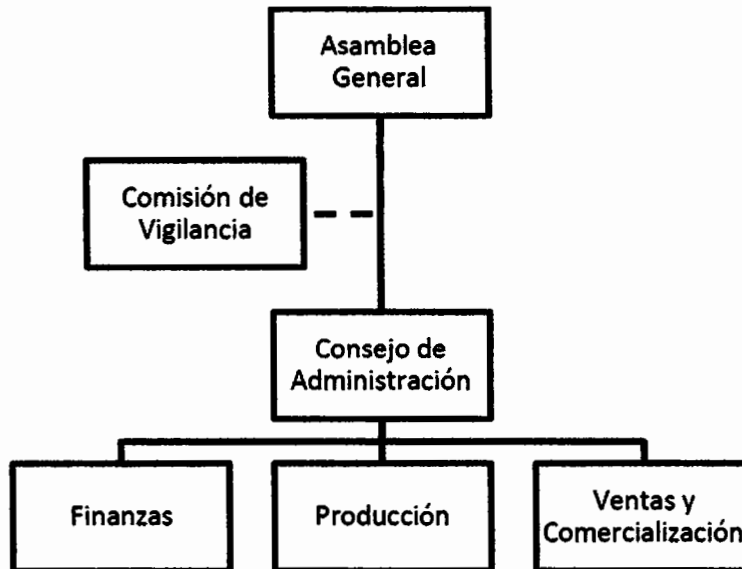 Asamblea
General
Comisión de
Vigilancia
Consejo de
Administración
Finanzas
Producción
Ventas y
Comercialización